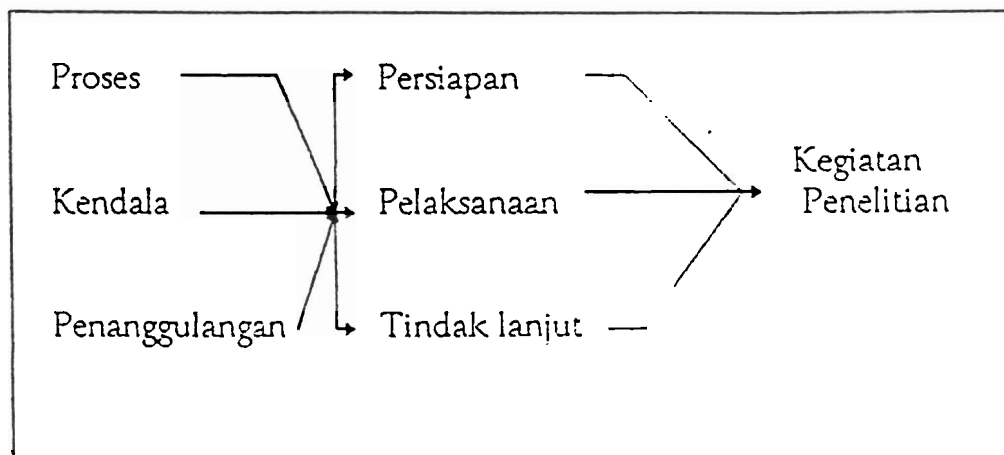 Proses
Persiapan
Kegiatan
Penelitian
Kendala
Pelaksanaan
Penanggulangan
Tindak lanjut